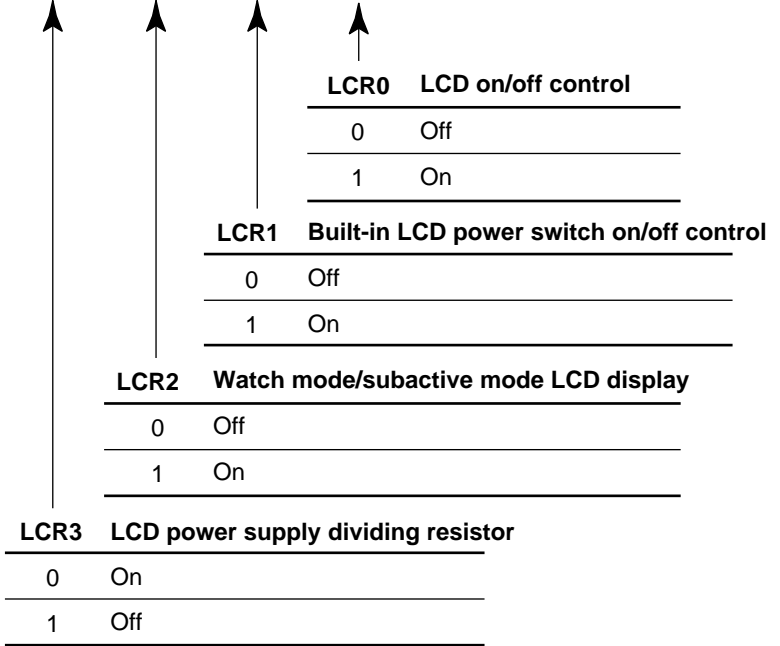 LCR0 LCD on/off control
0 Off
1 On
LCR1 Built-in LCD power switch on/off control
0 Off
1 On
LCR2 Watch mode/subactive mode LCD display
0 Off
1 On
LCR3 LCD power supply dividing resistor
0 On
1 Off